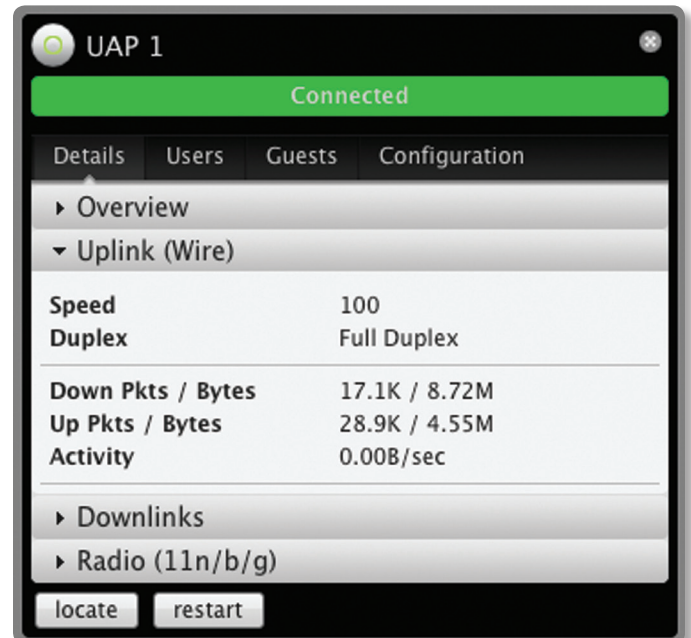 UAP 1
Connected
Details Users Guests Configuration
Overview
Uplink (Wire)
Speed 100
Duplex Full Duplex
Down Pkts / Bytes 17.1K / 8.72M
Up Pkts / Bytes 28.9K / 4.55M
Activity 0.00B/sec
Downlinks
Radio (11n/b/g)
locate restart